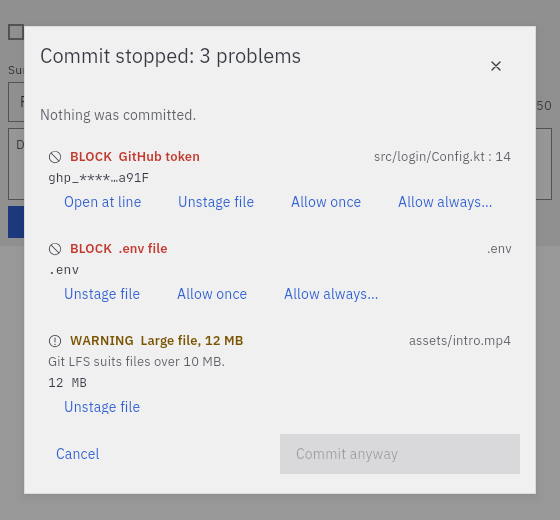 Commit stopped: 3 problems
Nothing was committed.
BLOCK GitHub token src/login/Config.kt : 14
ghp_****…a91F
Open at line Unstage file Allow once Allow always...
BLOCK .env file .env
.env
Unstage file Allow once Allow always...
WARNING Large file, 12 MB assets/intro.mp4
Git LFS suits files over 10 MB.
12 MB
Unstage file
Cancel Commit anyway
50